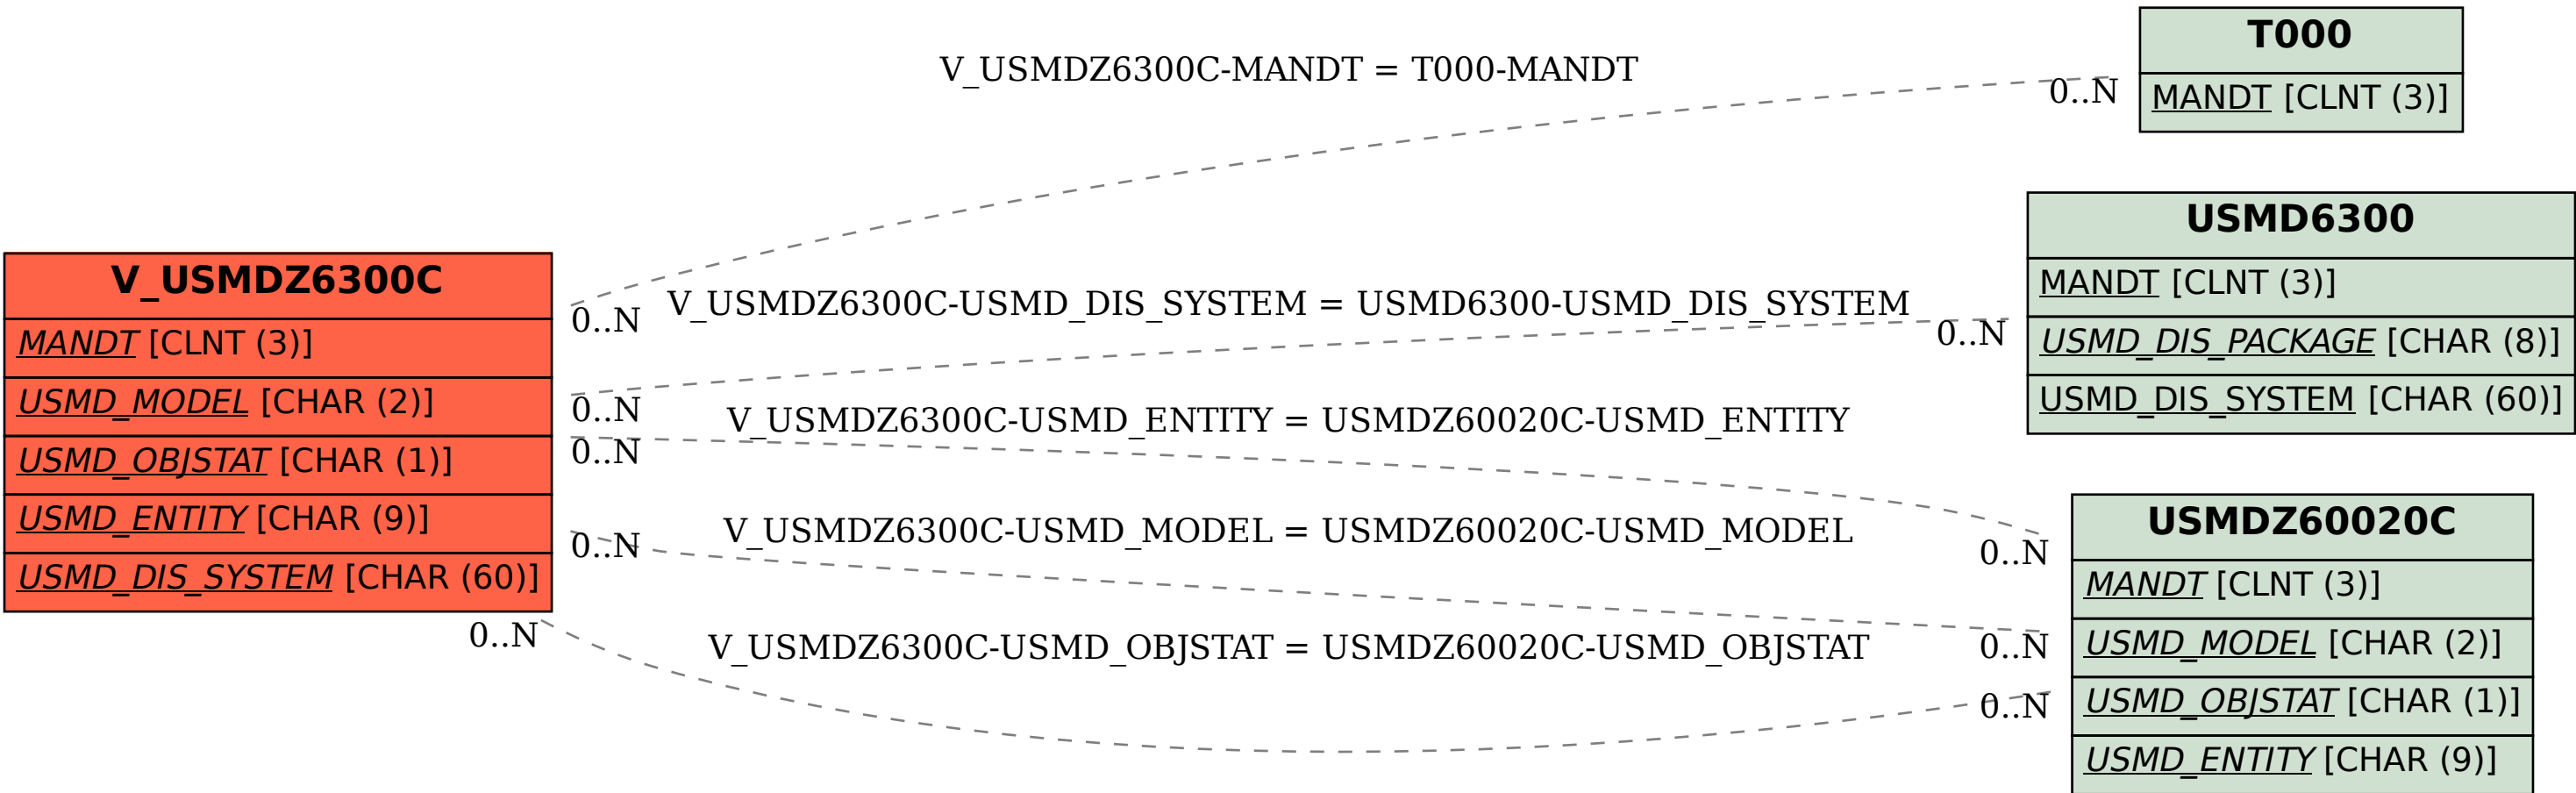 T000
MANDT [CLNT (3)]
V_USMDZ6300C-MANDT = T000-MANDT
0..N
0..N
USMD6300
MANDT [CLNT (3)]
USMD_DIS_PACKAGE [CHAR (8)]
USMD_DIS_SYSTEM [CHAR (60)]
V_USMDZ6300C
MANDT [CLNT (3)]
USMD_MODEL [CHAR (2)]
USMD_OBJSTAT [CHAR (1)]
USMD_ENTITY [CHAR (9)]
USMD_DIS_SYSTEM [CHAR (60)]
V_USMDZ6300C-USMD_DIS_SYSTEM = USMD6300-USMD_DIS_SYSTEM
0..N
0..N
V_USMDZ6300C-USMD_ENTITY = USMDZ60020C-USMD_ENTITY
0..N
0..N
V_USMDZ6300C-USMD_MODEL = USMDZ60020C-USMD_MODEL
0..N
0..N
V_USMDZ6300C-USMD_OBJSTAT = USMDZ60020C-USMD_OBJSTAT
0..N
0..N
USMDZ60020C
MANDT [CLNT (3)]
USMD_MODEL [CHAR (2)]
USMD_OBJSTAT [CHAR (1)]
USMD_ENTITY [CHAR (9)]